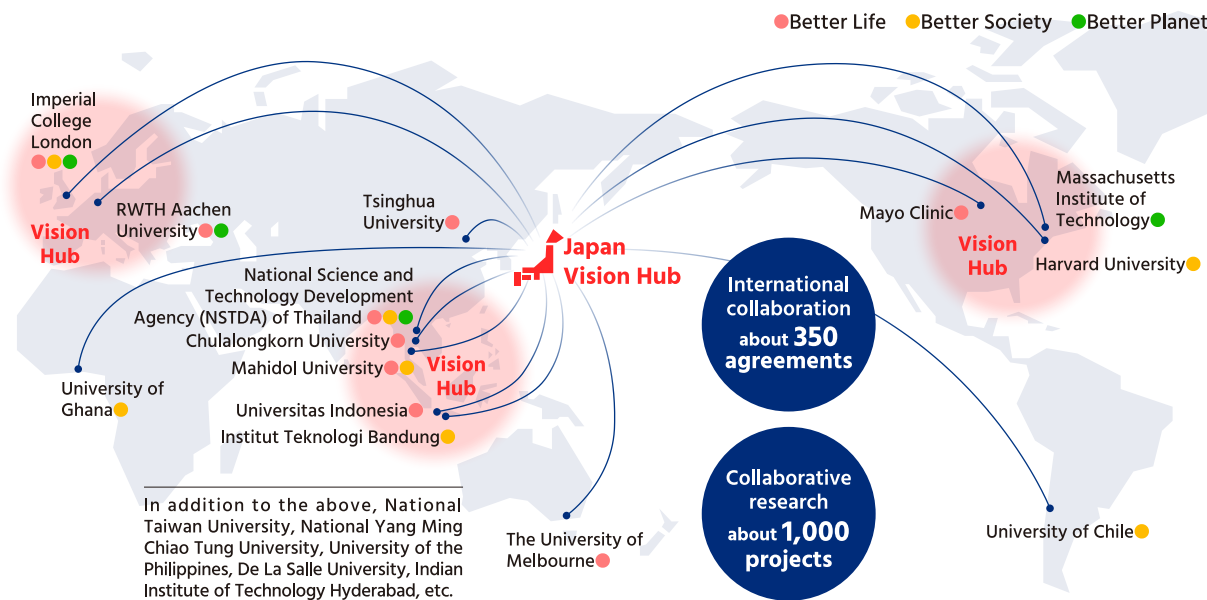 Better Life
Better Society
Better Planet
Imperial
College
London
RWTH Aachen
University
Vision
Hub
Tsinghua
University
Japan
Vision Hub
National Science and
Technology Development
Agency (NSTDA) of Thailand
Chulalongkorn University
Mahidol University
Vision
Hub
Universitas Indonesia
Institut Teknologi Bandung
University of
Ghana
In addition to the above, National
Taiwan University, National Yang Ming
Chiao Tung University, University of the
Philippines, De La Salle University, Indian
Institute of Technology Hyderabad, etc.
The University of
Melbourne
International
collaboration
about 350
agreements
Collaborative
research
about 1,000
projects
Mayo Clinic
Massachusetts
Institute of
Technology
Vision
Hub
Harvard University
University of Chile